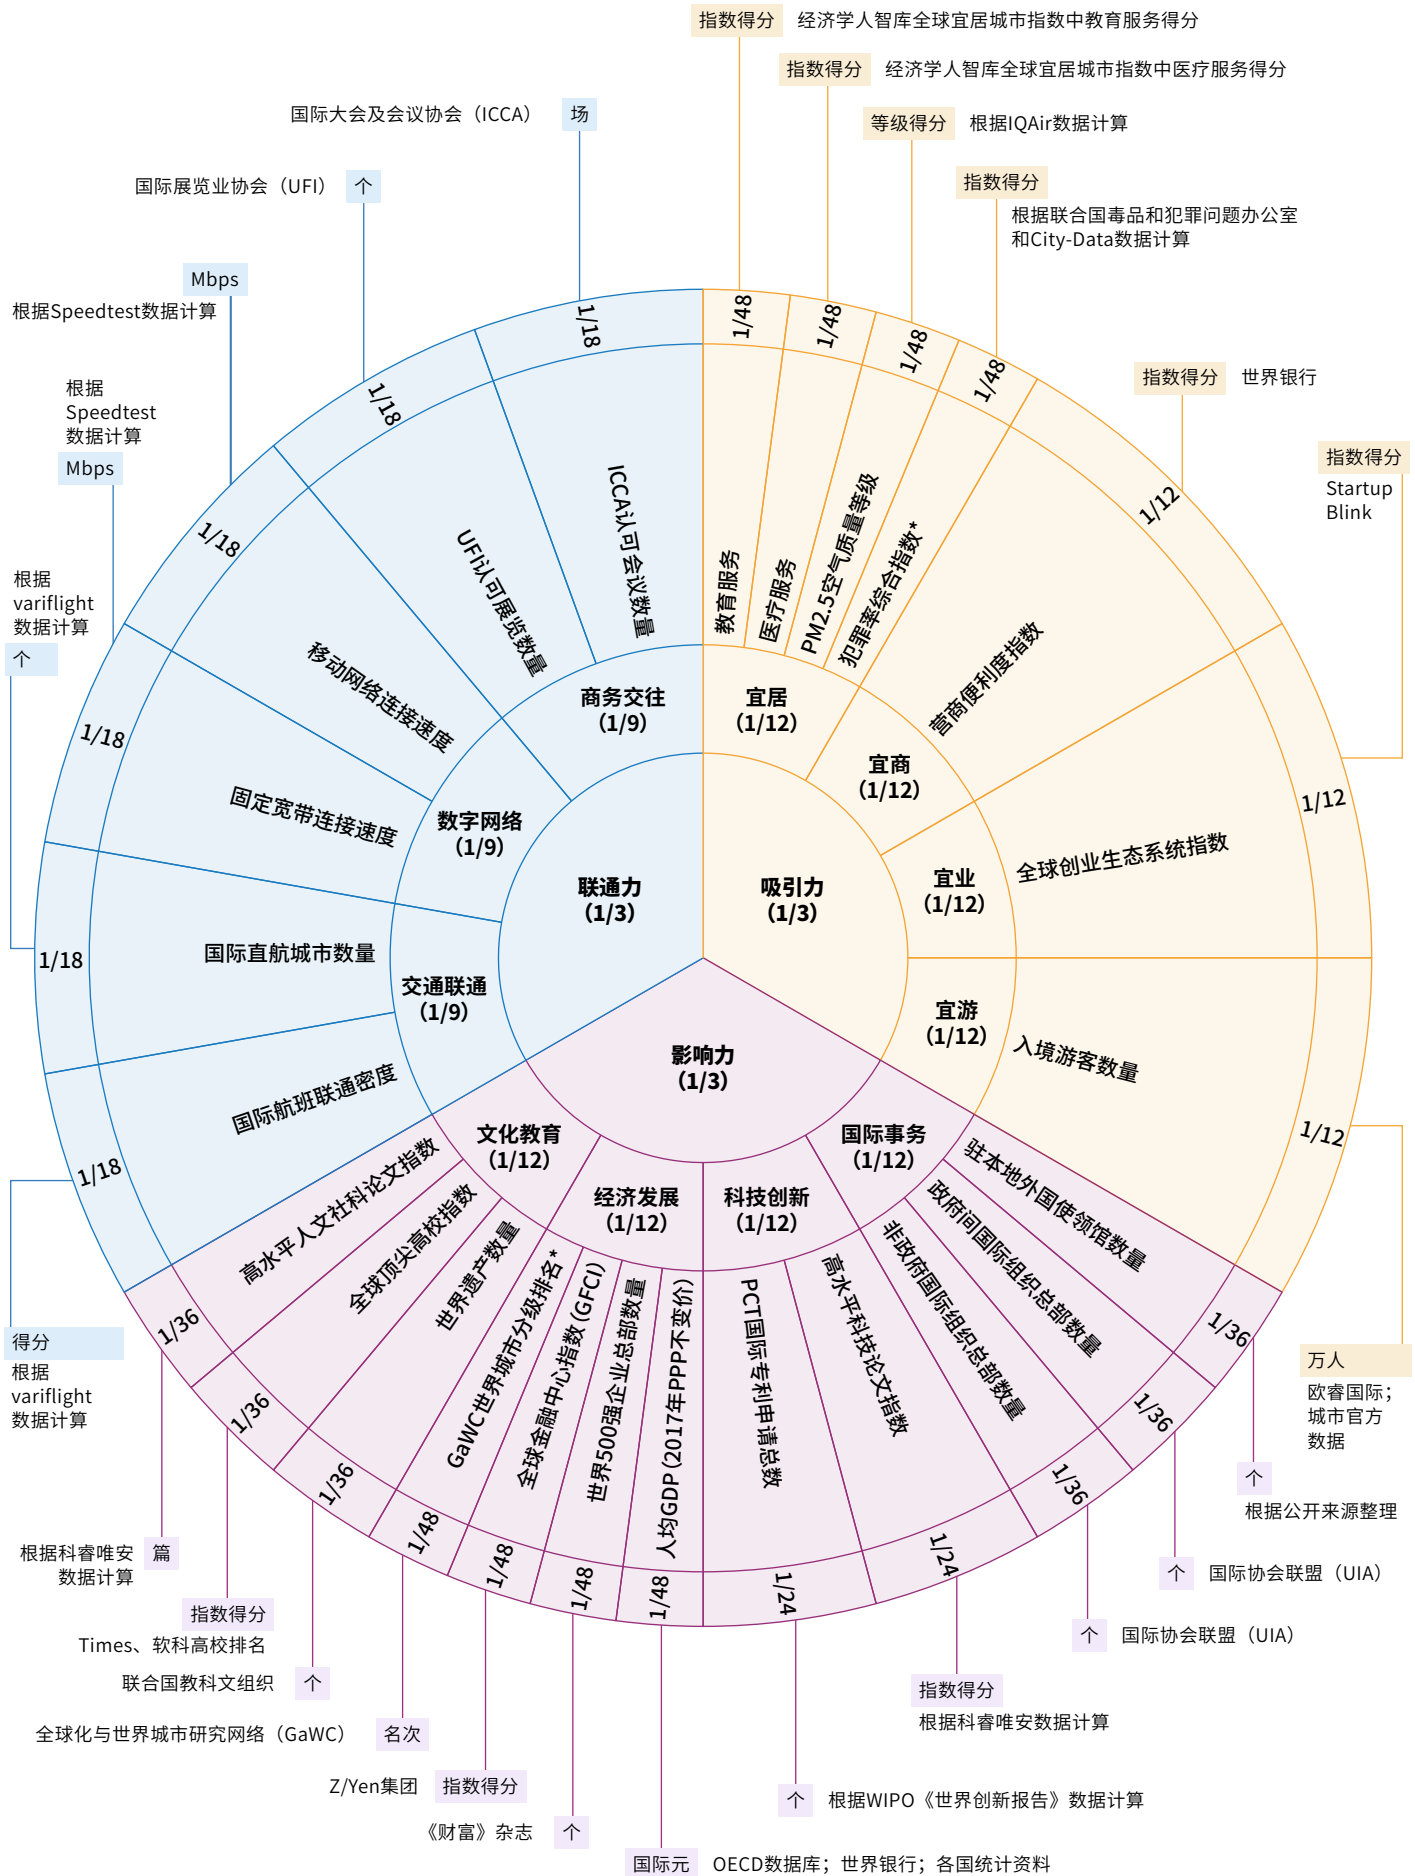 指数得分 经济学人智库全球宜居城市指数中教育服务得分
指数得分 经济学人智库全球宜居城市指数中医疗服务得分
等级得分 根据IQAir数据计算
指数得分
根据联合国毒品和犯罪问题办公室
和City-Data数据计算
指数得分 世界银行
指数得分
Startup
Blink
万人
欧睿国际；
城市官方
数据
国际大会及会议协会（ICCA） 场
国际展览业协会（UFI） 个
Mbps
根据Speedtest数据计算
根据
Speedtest
数据计算
Mbps
根据
variflight
数据计算
个
得分
根据
variflight
数据计算
1/18
1/18
1/18
1/18
1/18
1/18
ICCA认可会议数量
UFI认可展览数量
移动网络连接速度
固定宽带连接速度
国际直航城市数量
国际航班联通密度
商务交往
（1/9）
数字网络
（1/9）
交通联通
（1/9）
联通力
（1/3）
1/48
1/48
1/48
1/48
1/12
1/12
1/12
教育服务
医疗服务
PM2.5空气质量等级
犯罪率综合指数*
营商便利度指数
全球创业生态系统指数
入境游客数量
宜居
（1/12）
宜商
（1/12）
宜业
（1/12）
宜游
（1/12）
吸引力
（1/3）
影响力
（1/3）
文化教育
（1/12）
经济发展
（1/12）
科技创新
（1/12）
国际事务
（1/12）
高水平人文社科论文指数
全球顶尖高校指数
世界遗产数量
GaWC世界城市分级排名*
全球金融中心指数（GFCI）
世界500强企业总部数量
人均GDP（2017年PPP不变价）
PCT国际专利申请总数
高水平科技论文指数
非政府国际组织总部数量
政府间国际组织总部数量
驻本地外国使领馆数量
1/36
1/36
1/36
1/48
1/48
1/48
1/48
1/24
1/24
1/36
1/36
1/36
根据科睿唯安 篇
数据计算
指数得分
Times、软科高校排名
联合国教科文组织 个
全球化与世界城市研究网络（GaWC） 名次
Z/Yen集团 指数得分
《财富》杂志 个
国际元 OECD数据库；世界银行；各国统计资料
个 根据WIPO《世界创新报告》数据计算
指数得分
根据科睿唯安数据计算
个 国际协会联盟（UIA）
个 国际协会联盟（UIA）
个
根据公开来源整理